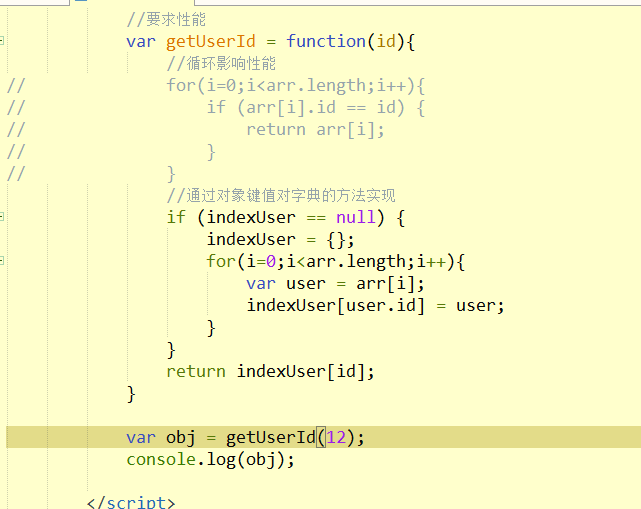 //要求性能
var getUserId = function(id){
//循环影响性能
// for(i=0;i<arr.length;i++){
// if (arr[i].id == id) {
// return arr[i];
// }
// }
//通过对象键值对字典的方法实现
if (indexUser == null) {
indexUser = {};
for(i=0;i<arr.length;i++){
var user = arr[i];
indexUser[user.id] = user;
}
}
return indexUser[id];
}
var obj = getUserId(12);
console.log(obj);
</script>